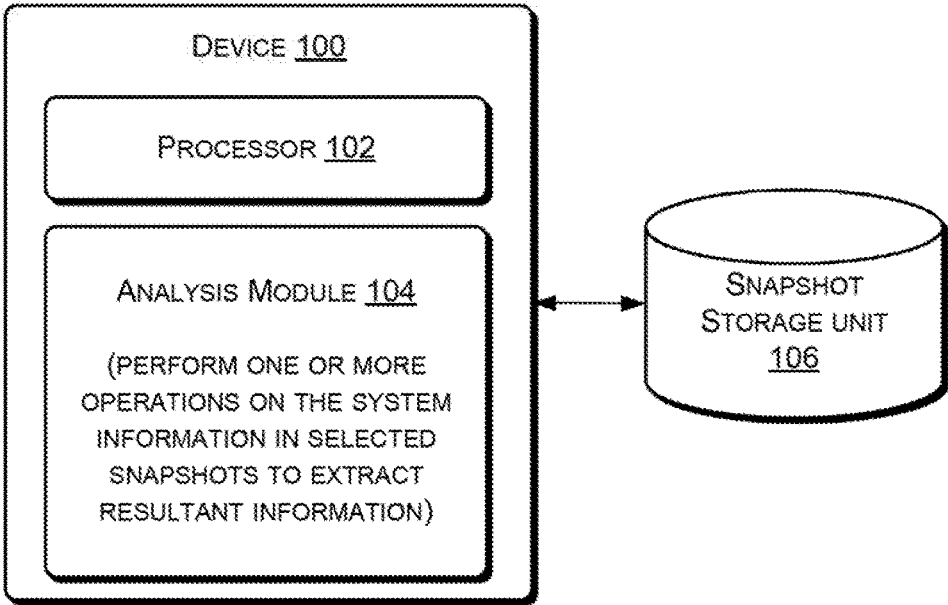 DEVICE 100
PROCESSOR 102
ANALYSIS MODULE 104
(PERFORM ONE OR MORE
OPERATIONS ON THE SYSTEM
INFORMATION IN SELECTED
SNAPSHOTS TO EXTRACT
RESULTANT INFORMATION)
SNAPSHOT
STORAGE UNIT
106